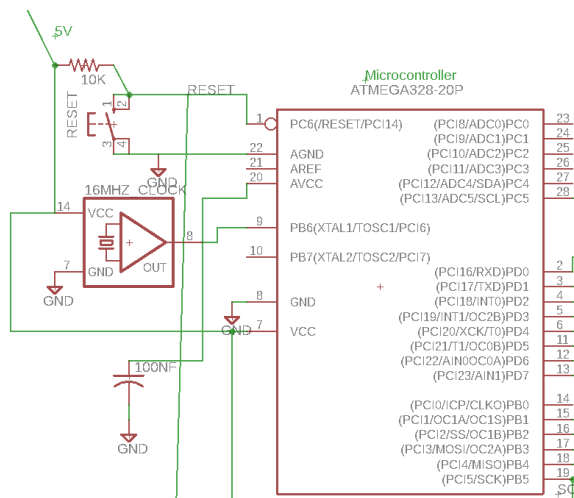 5V
10K
RESET
1
2
3
4
GND
RESET
Microcontroller
ATMEGA328-20P
16MHZ CLOCK
14
VCC
7
GND
OUT
8
GND
100NF
GND
GND
1
PC6(/RESET/PCI14)
22
AGND
21
AREF
20
AVCC
9
PB6(XTAL1/TOSC1/PCI6)
10
PB7(XTAL2/TOSC2/PCI7)
8
GND
7
VCC
(PCI8/ADC0)PC0
23
(PCI9/ADC1)PC1
24
(PCI10/ADC2)PC2
25
(PCI11/ADC3)PC3
26
(PCI12/ADC4/SDA)PC4
27
(PCI13/ADC5/SCL)PC5
28
(PCI16/RXD)PD0
2
(PCI17/TXD)PD1
3
(PCI18/INT0)PD2
4
(PCI19/INT1/OC2B)PD3
5
(PCI20/XCK/T0)PD4
6
(PCI21/T1/OC0B)PD5
11
(PCI22/AIN0OC0A)PD6
12
(PCI23/AIN1)PD7
13
(PCI0/ICP/CLKO)PB0
14
(PCI1/OC1A/OC1S)PB1
15
(PCI2/SS/OC1B)PB2
16
(PCI3/MOSI/OC2A)PB3
17
(PCI4/MISO)PB4
18
(PCI5/SCK)PB5
19